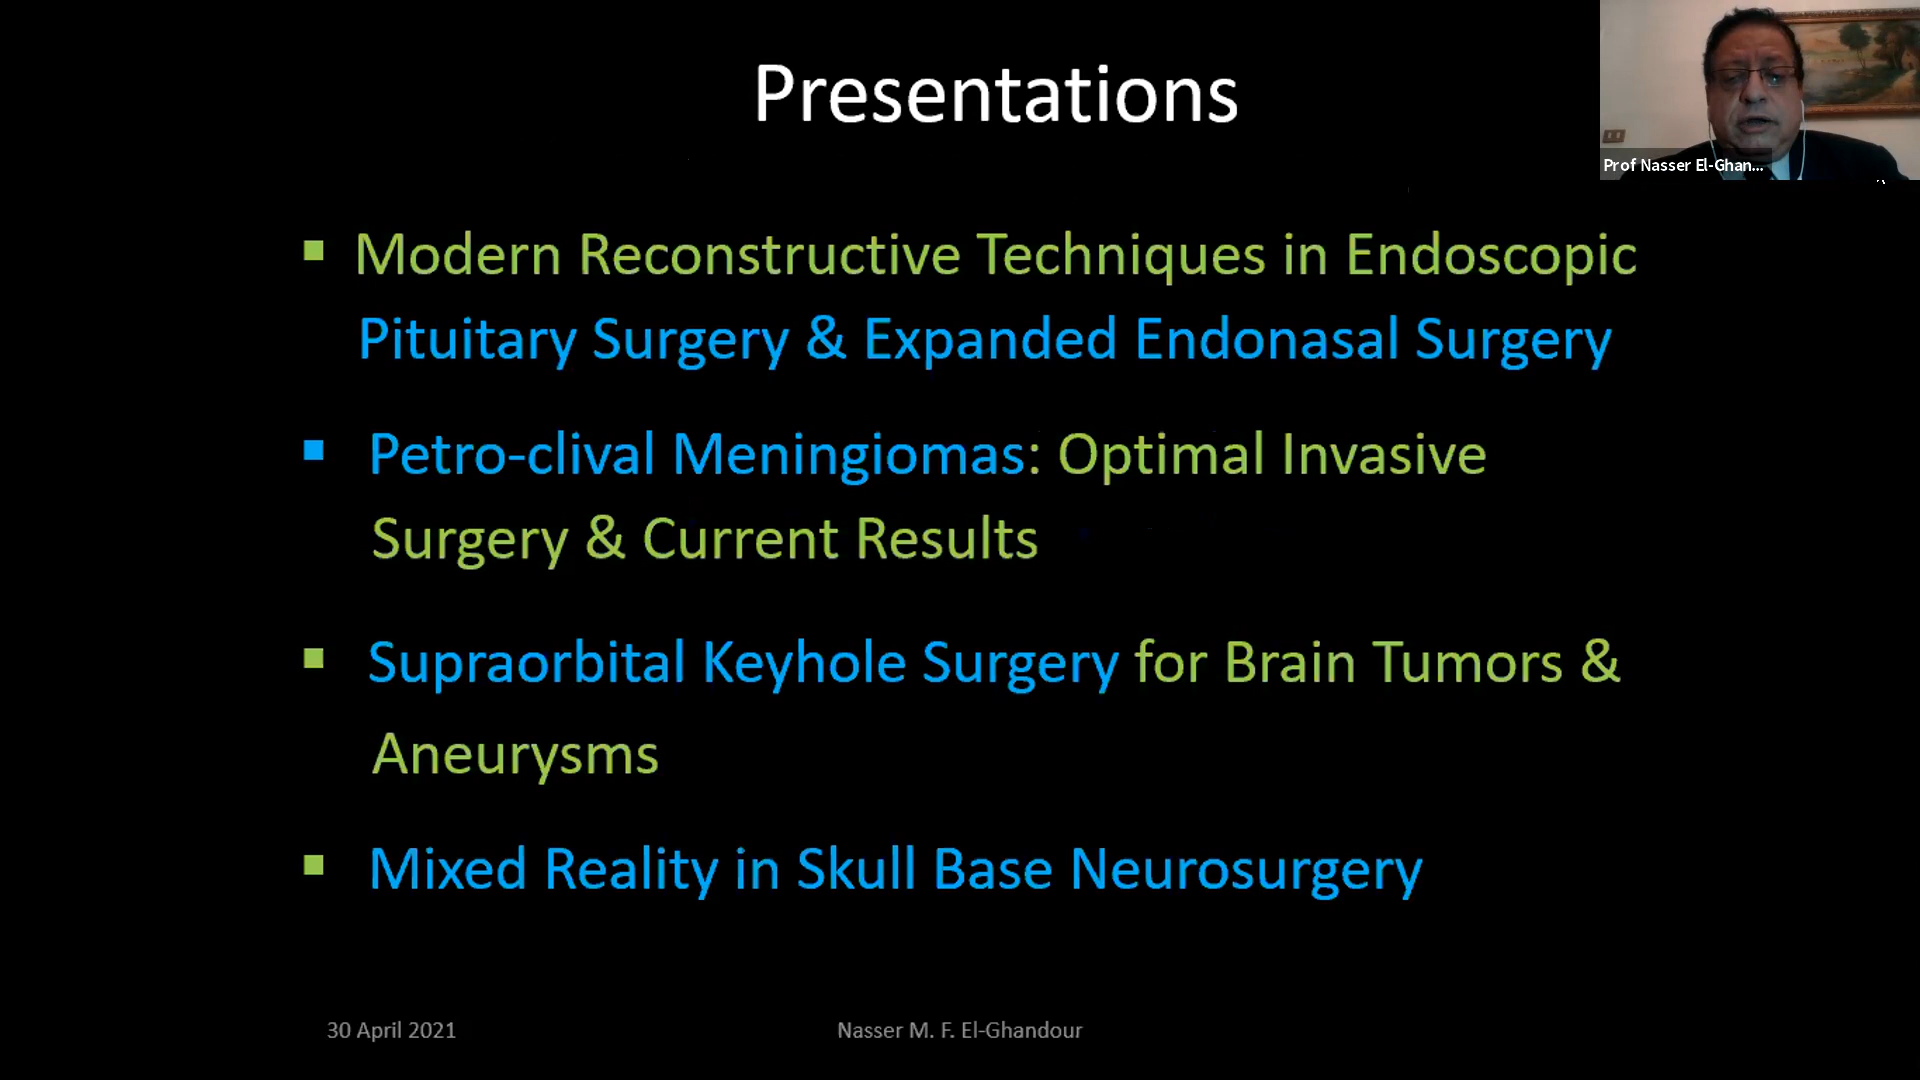 Presentations
Prof Nasser El-Ghan...
Modern Reconstructive Techniques in Endoscopic
Pituitary Surgery & Expanded Endonasal Surgery
Petro-clival Meningiomas: Optimal Invasive
Surgery & Current Results
Supraorbital Keyhole Surgery for Brain Tumors &
Aneurysms
Mixed Reality in Skull Base Neurosurgery
30 April 2021
Nasser M. F. El-Ghandour